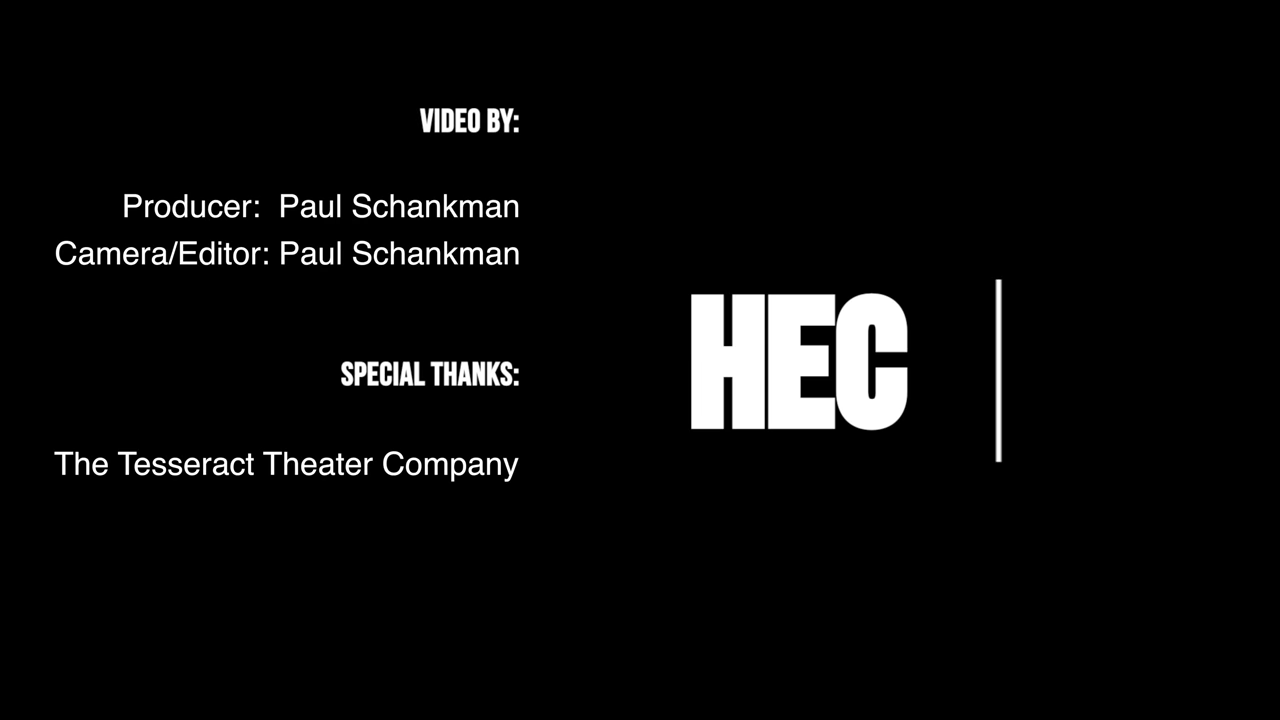 VIDEO BY:
Producer:  Paul Schankman
Camera/Editor: Paul Schankman
SPECIAL THANKS:
The Tesseract Theater Company
HEC